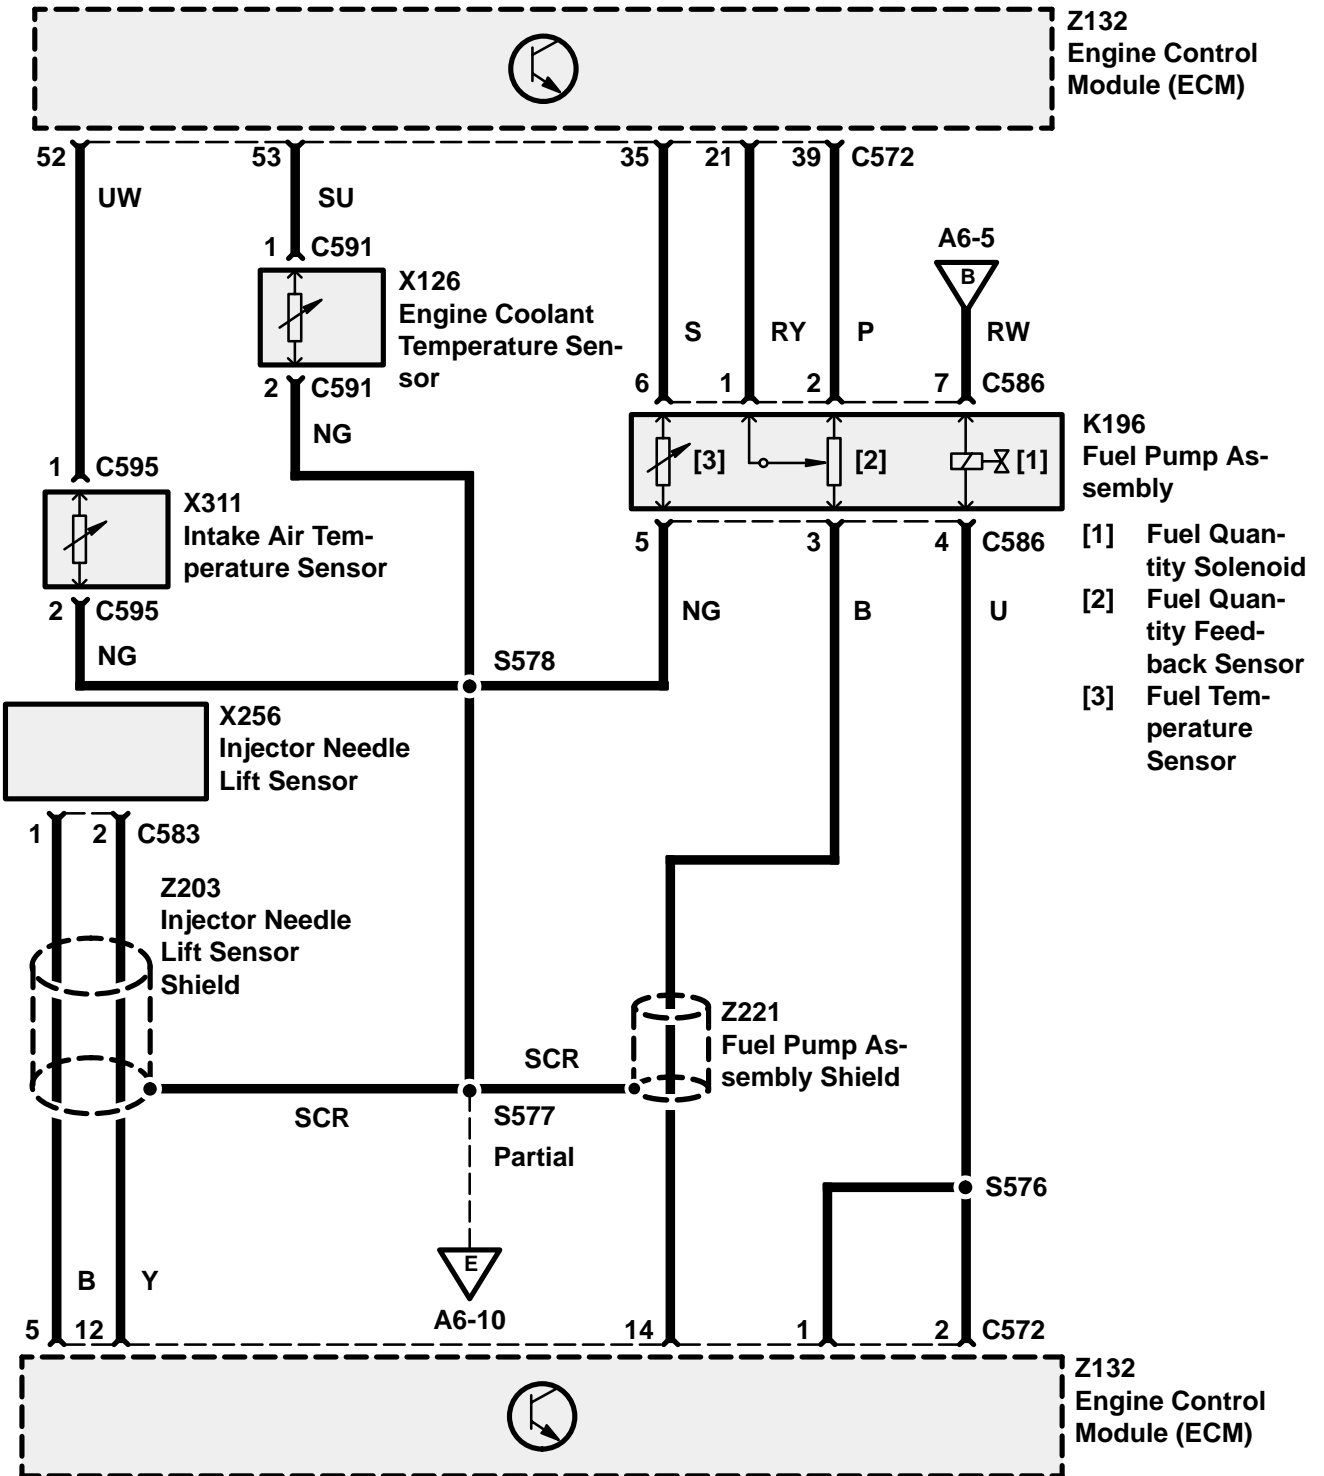 Z132
Engine Control
Module (ECM)
52
53
35
21
39
C572
UW
SU
1
C591
A6-5
B
X126
Engine Coolant
Temperature Sen-
sor
S
RY
P
RW
2
C591
6
1
2
7
C586
NG
K196
Fuel Pump As-
sembly
[3]
[2]
[1]
1
C595
X311
Intake Air Tem-
perature Sensor
5
3
4
C586
[1] Fuel Quan-
tity Solenoid
[2] Fuel Quan-
tity Feed-
back Sensor
[3] Fuel Tem-
perature
Sensor
2
C595
NG
B
U
NG
S578
X256
Injector Needle
Lift Sensor
1
2
C583
Z203
Injector Needle
Lift Sensor
Shield
Z221
Fuel Pump As-
sembly Shield
SCR
SCR
S577
Partial
S576
E
B
Y
A6-10
5
12
14
1
2
C572
Z132
Engine Control
Module (ECM)